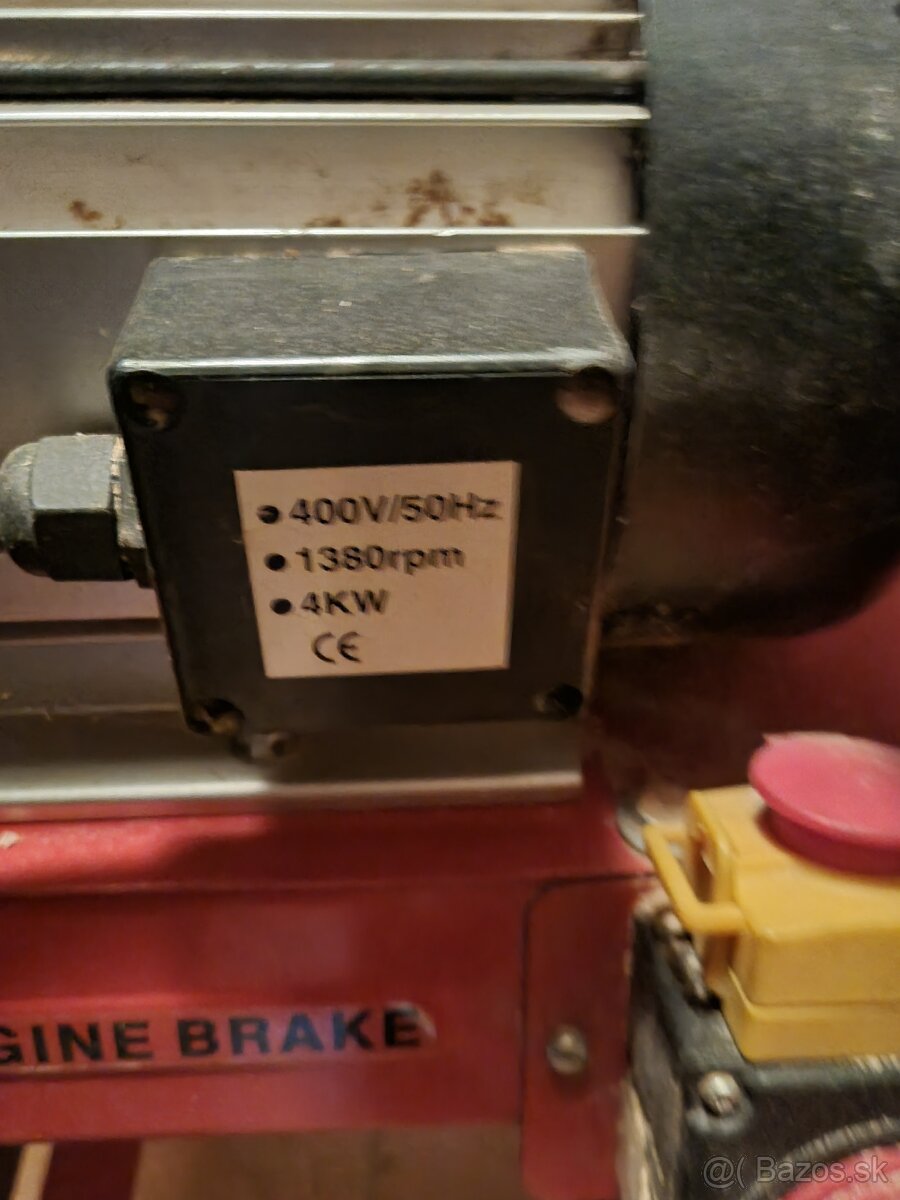 ● 400V/50Hz
● 1380rpm
● 4KW
CE
GINE BRAKE
@( Bazos.sk